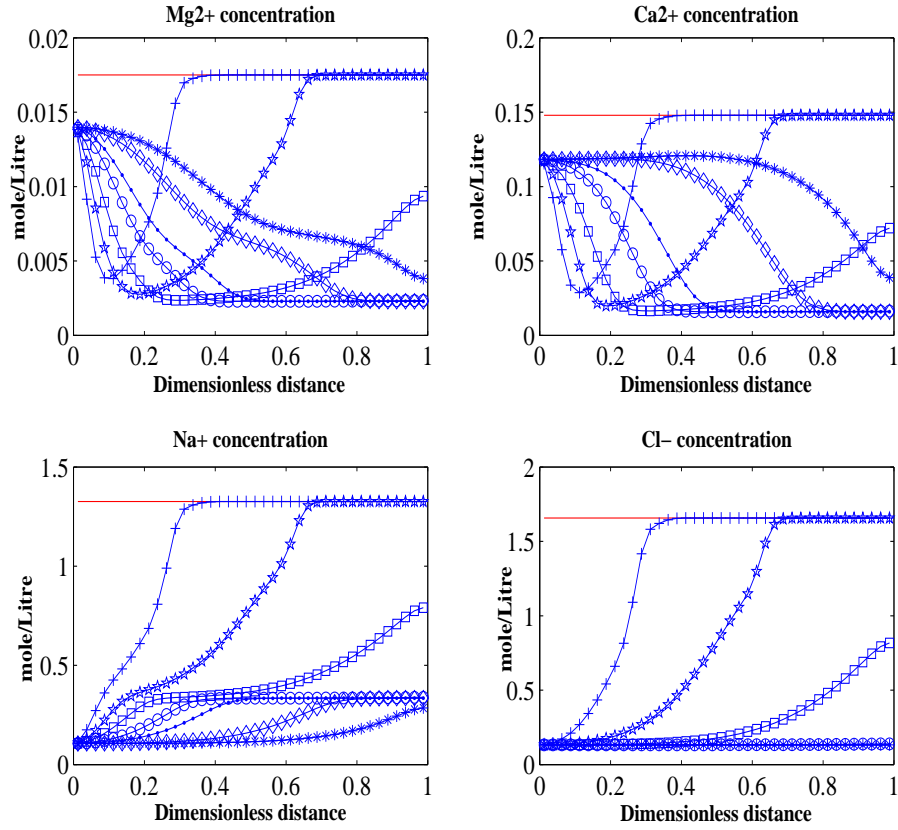 Mg2+ concentration
mole/Litre
0.02
0.015
0.01
0.005
0
0 0.2 0.4 0.6 0.8 1
Dimensionless distance
Ca2+ concentration
mole/Litre
0.2
0.15
0.1
0.05
0
0 0.2 0.4 0.6 0.8 1
Dimensionless distance
Na+ concentration
mole/Litre
1.5
1
0.5
0
0 0.2 0.4 0.6 0.8 1
Dimensionless distance
Cl− concentration
mole/Litre
2
1.5
1
0.5
0
0 0.2 0.4 0.6 0.8 1
Dimensionless distance